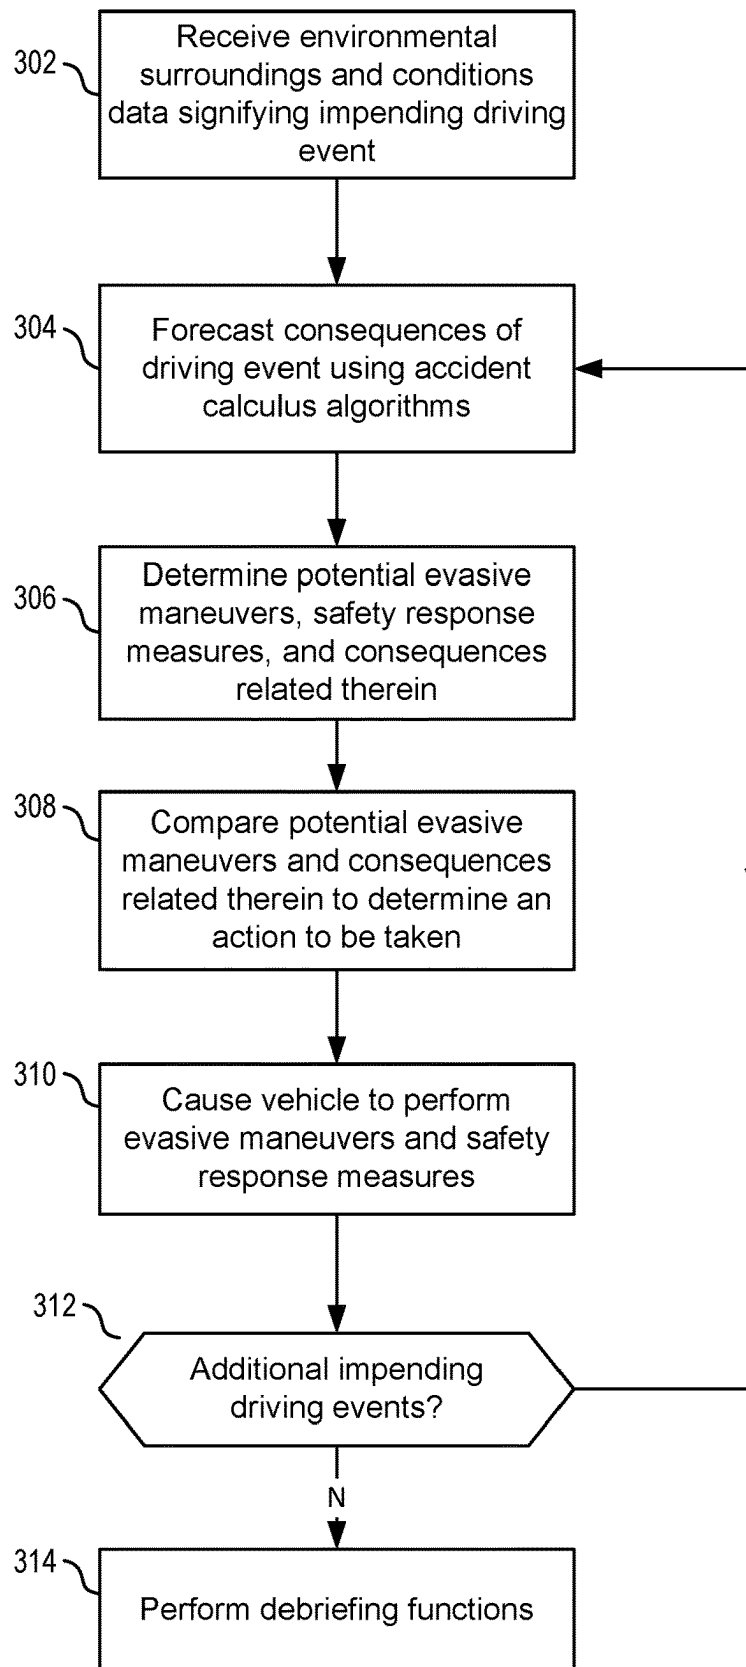 302
Receive environmental
surroundings and conditions
data signifying impending driving
event
304
Forecast consequences of
driving event using accident
calculus algorithms
306
Determine potential evasive
maneuvers, safety response
measures, and consequences
related therein
308
Compare potential evasive
maneuvers and consequences
related therein to determine an
action to be taken
310
Cause vehicle to perform
evasive maneuvers and safety
response measures
312
Additional impending
driving events?
N
314
Perform debriefing functions